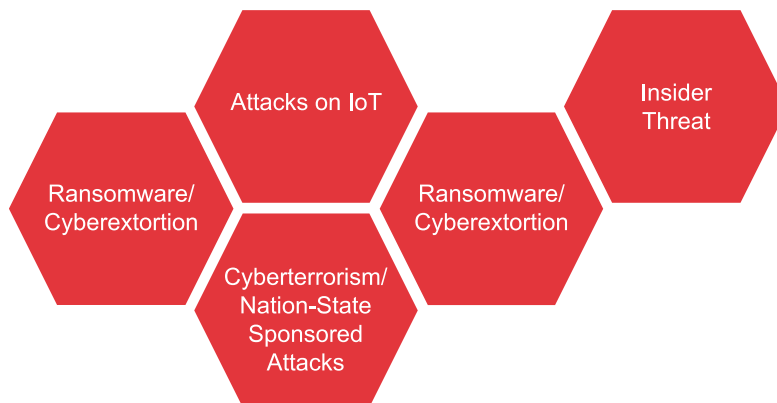 Attacks on IoT
Insider
Threat
Ransomware/
Cyberextortion
Ransomware/
Cyberextortion
Cyberterrorism/
Nation-State
Sponsored
Attacks